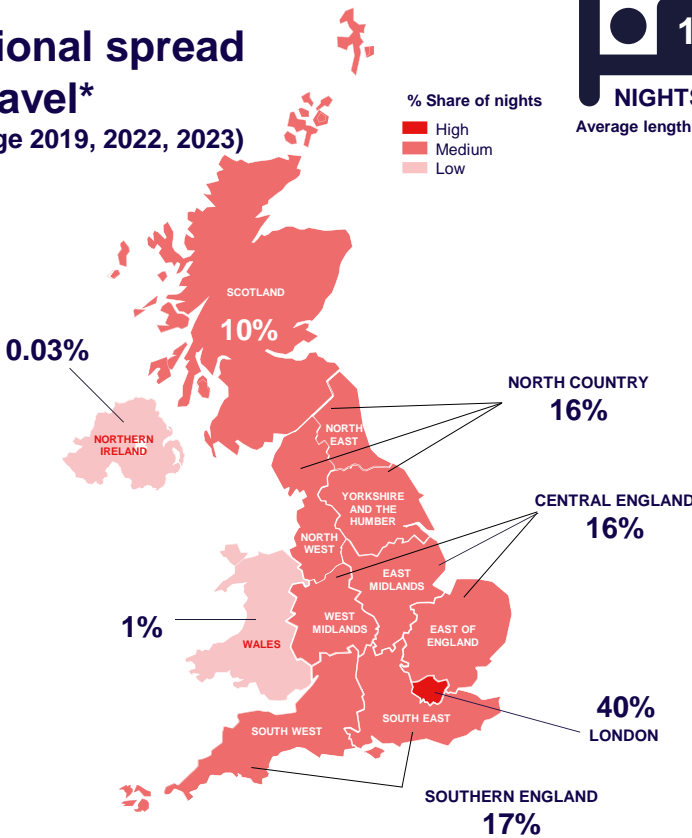 ional spread
avel*
ge 2019, 2022, 2023)
1
NIGHTS
Average length
% Share of nights
High
Medium
Low
SCOTLAND
10%
0.03%
NORTHERN
IRELAND
NORTH COUNTRY
16%
NORTH
EAST
YORKSHIRE
AND THE
HUMBER
NORTH
WEST
CENTRAL ENGLAND
16%
EAST
MIDLANDS
WEST
MIDLANDS
EAST OF
ENGLAND
1%
WALES
40%
LONDON
SOUTH EAST
SOUTH WEST
SOUTHERN ENGLAND
17%